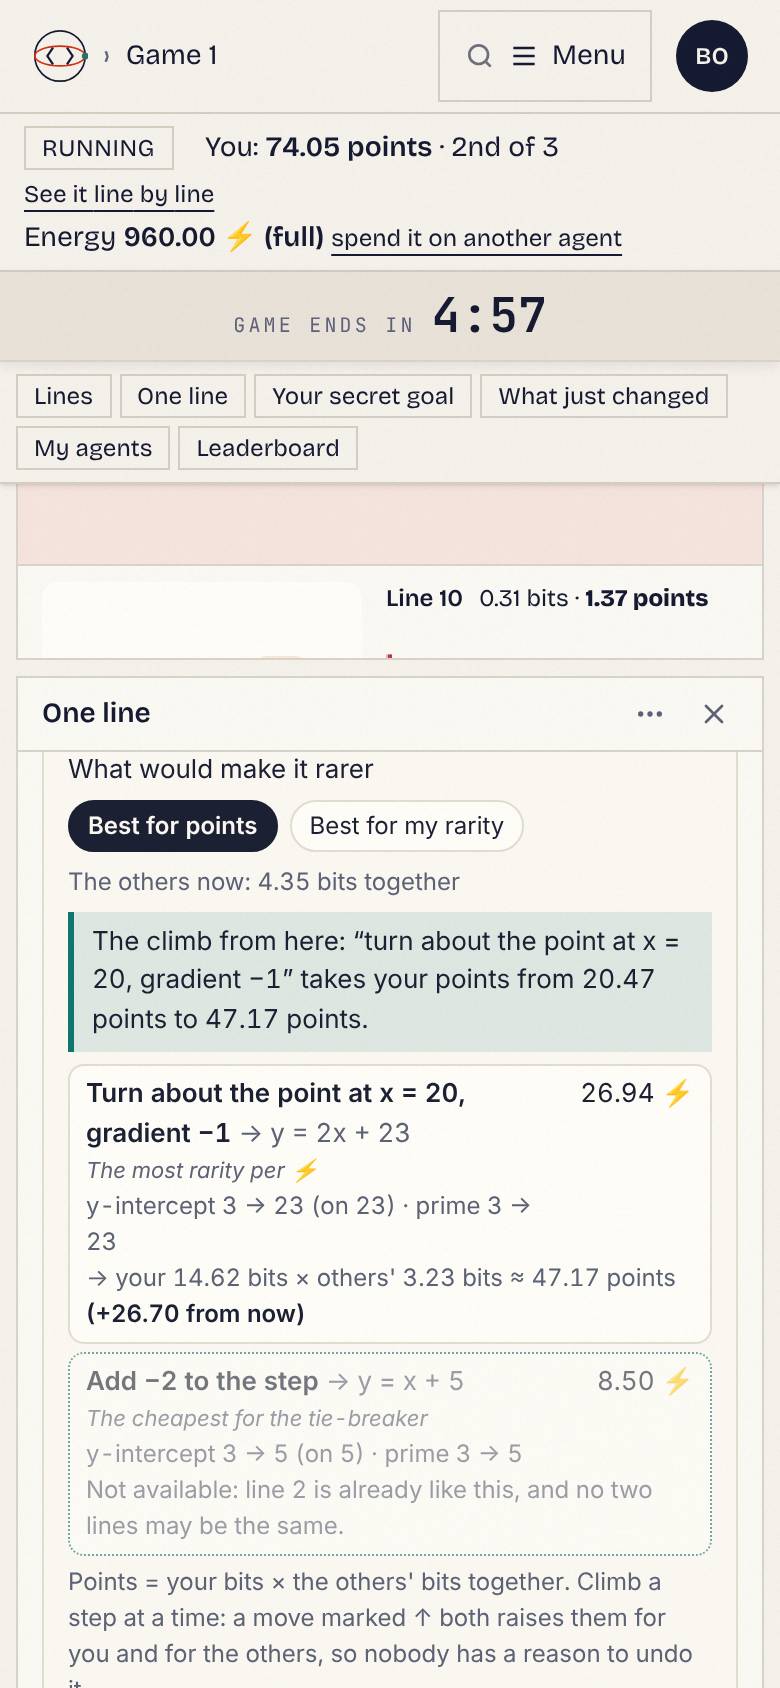 › Game 1
Menu
BO
RUNNING You: 74.05 points · 2nd of 3
See it line by line
Energy 960.00 ⚡ (full) spend it on another agent
GAME ENDS IN 4:57
Lines
One line
Your secret goal
What just changed
My agents
Leaderboard
Line 10 0.31 bits · 1.37 points
One line
What would make it rarer
Best for points
Best for my rarity
The others now: 4.35 bits together
The climb from here: “turn about the point at x =
20, gradient −1” takes your points from 20.47
points to 47.17 points.
Turn about the point at x = 20, 26.94 ⚡
gradient −1 → y = 2x + 23
The most rarity per ⚡
y-intercept 3 → 23 (on 23) · prime 3 →
23
→ your 14.62 bits × others' 3.23 bits ≈ 47.17 points
(+26.70 from now)
Add −2 to the step → y = x + 5 8.50 ⚡
The cheapest for the tie-breaker
y-intercept 3 → 5 (on 5) · prime 3 → 5
Not available: line 2 is already like this, and no two
lines may be the same.
Points = your bits × the others' bits together. Climb a
step at a time: a move marked ↑ both raises them for
you and for the others, so nobody has a reason to undo